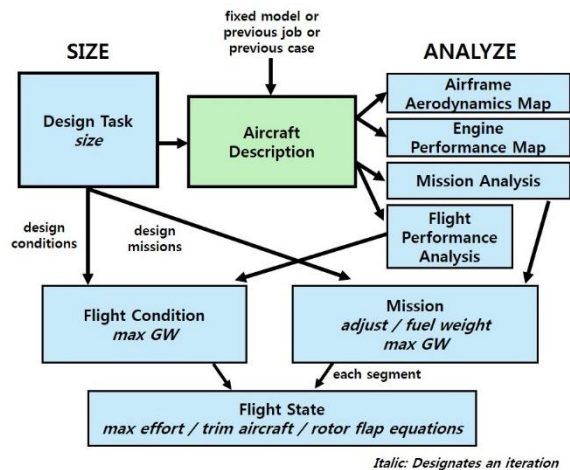 fixed model or
previous job or
previous case
SIZE
ANALYZE
Design Task
size
Aircraft
Description
Airframe
Aerodynamics Map
Engine
Performance Map
Mission Analysis
Flight
Performance
Analysis
design
conditions
design
missions
Flight Condition
max GW
Mission
adjust / fuel weight
max GW
each segment
Flight State
max effort / trim aircraft / rotor flap equations
Italic: Designates an iteration